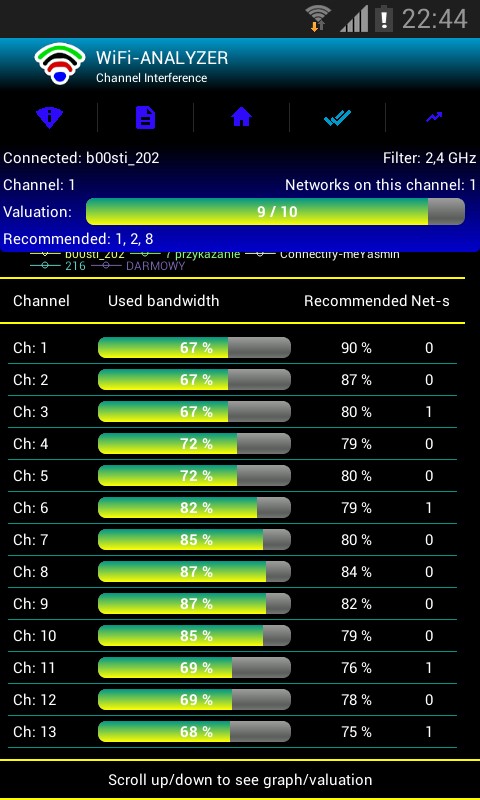 22:44
WiFi-ANALYZER
Channel Interference
Connected: b00sti_202 Filter: 2,4 GHz
Channel: 1 Networks on this channel: 1
Valuation: 9 / 10
Recommended: 1, 2, 8
b00sti_202 7 przykazanie Connectify-meYasmin
216 DARMOWY
Channel Used bandwidth Recommended Net-s
Ch: 1 67 % 90 % 0
Ch: 2 67 % 87 % 0
Ch: 3 67 % 80 % 1
Ch: 4 72 % 79 % 0
Ch: 5 72 % 80 % 0
Ch: 6 82 % 79 % 1
Ch: 7 85 % 80 % 0
Ch: 8 87 % 84 % 0
Ch: 9 87 % 82 % 0
Ch: 10 85 % 79 % 0
Ch: 11 69 % 76 % 1
Ch: 12 69 % 78 % 0
Ch: 13 68 % 75 % 1
Scroll up/down to see graph/valuation